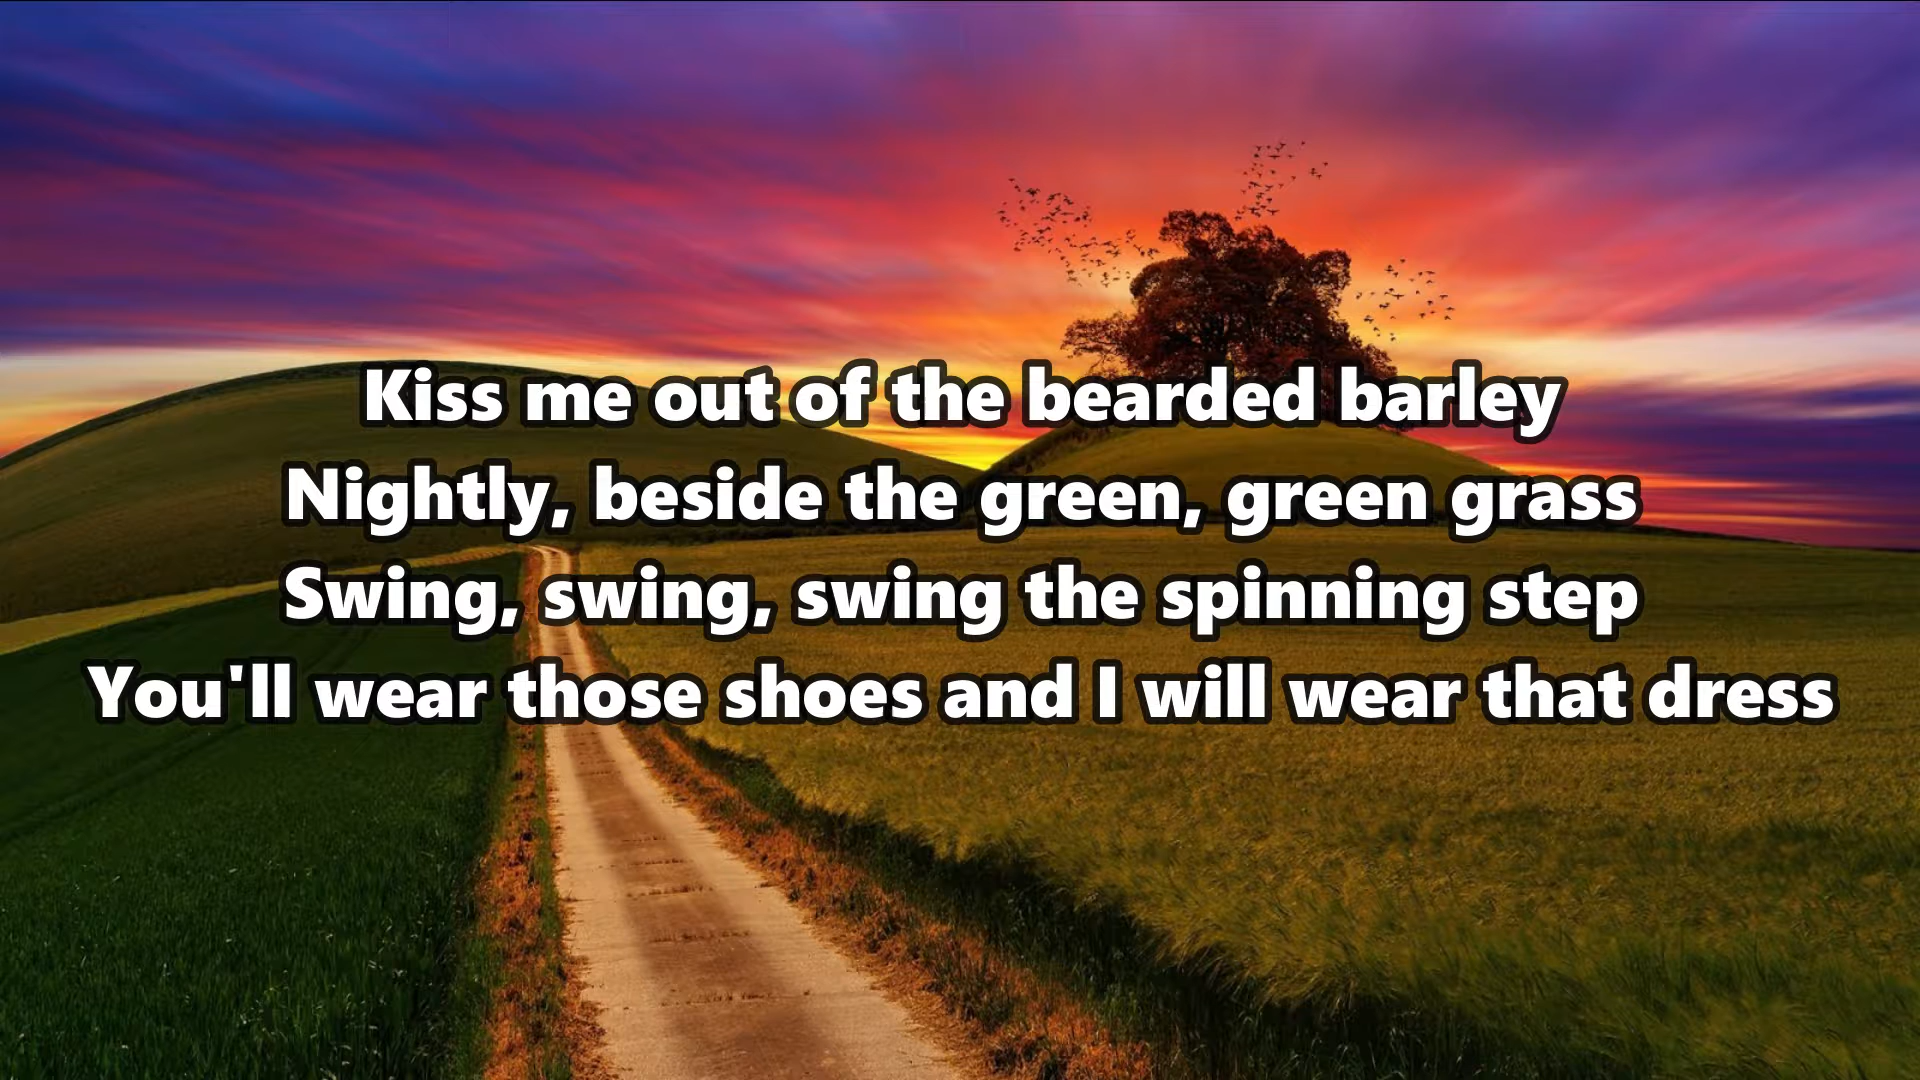 Kiss me out of the bearded barley
Nightly, beside the green, green grass
Swing, swing, swing the spinning step
You'll wear those shoes and I will wear that dress